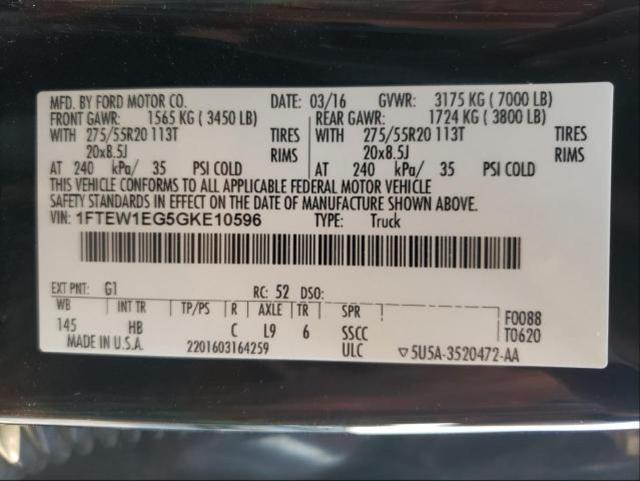 MFD. BY FORD MOTOR CO. DATE: 03/16 GVWR: 3175 KG ( 7000 LB)
FRONT GAWR: 1565 KG ( 3450 LB) REAR GAWR: 1724 KG ( 3800 LB)
WITH 275/55R20 113T TIRES WITH 275/55R20 113T TIRES
20x8.5J RIMS 20x8.5J RIMS
AT 240 kPa/ 35 PSI COLD AT 240 kPa/ 35 PSI COLD
THIS VEHICLE CONFORMS TO ALL APPLICABLE FEDERAL MOTOR VEHICLE
SAFETY STANDARDS IN EFFECT ON THE DATE OF MANUFACTURE SHOWN ABOVE.
VIN: 1FTEW1EG5GKE10596 TYPE: Truck
EXT PNT: G1 RC: 52 DSO:
WB INT TR TP/PS R AXLE TR SPR F0088
145 HB C L9 6 SSCC T0620
MADE IN U.S.A. 2201603164259 ULC ▽5U5A-3520472-AA